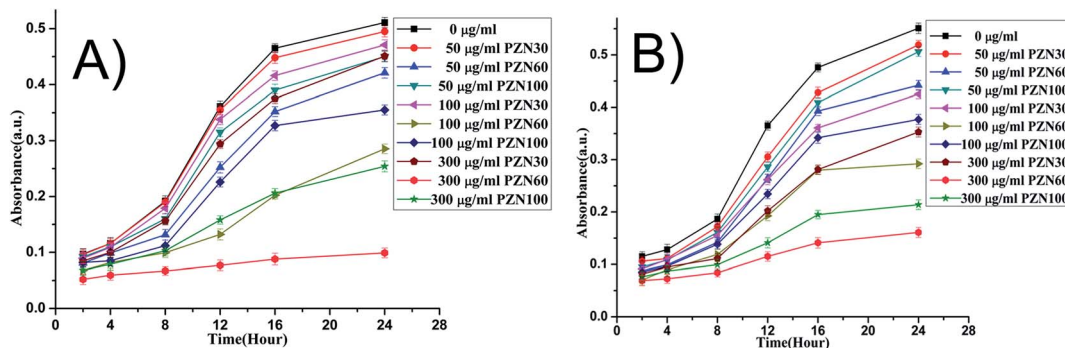 A)
0.5
0.4
0.3
0.2
0.1
0.0
Absorbance(a.u.)
0 4 8 12 16 20 24 28
Time(Hour)
0 μg/ml
50 μg/ml PZN30
50 μg/ml PZN60
50 μg/ml PZN100
100 μg/ml PZN30
100 μg/ml PZN60
100 μg/ml PZN100
300 μg/ml PZN30
300 μg/ml PZN60
300 μg/ml PZN100
B)
0.5
0.4
0.3
0.2
0.1
0.0
Absorbance(a.u.)
0 4 8 12 16 20 24 28
Time(Hour)
0 μg/ml
50 μg/ml PZN30
50 μg/ml PZN60
50 μg/ml PZN100
100 μg/ml PZN30
100 μg/ml PZN60
100 μg/ml PZN100
300 μg/ml PZN30
300 μg/ml PZN60
300 μg/ml PZN100